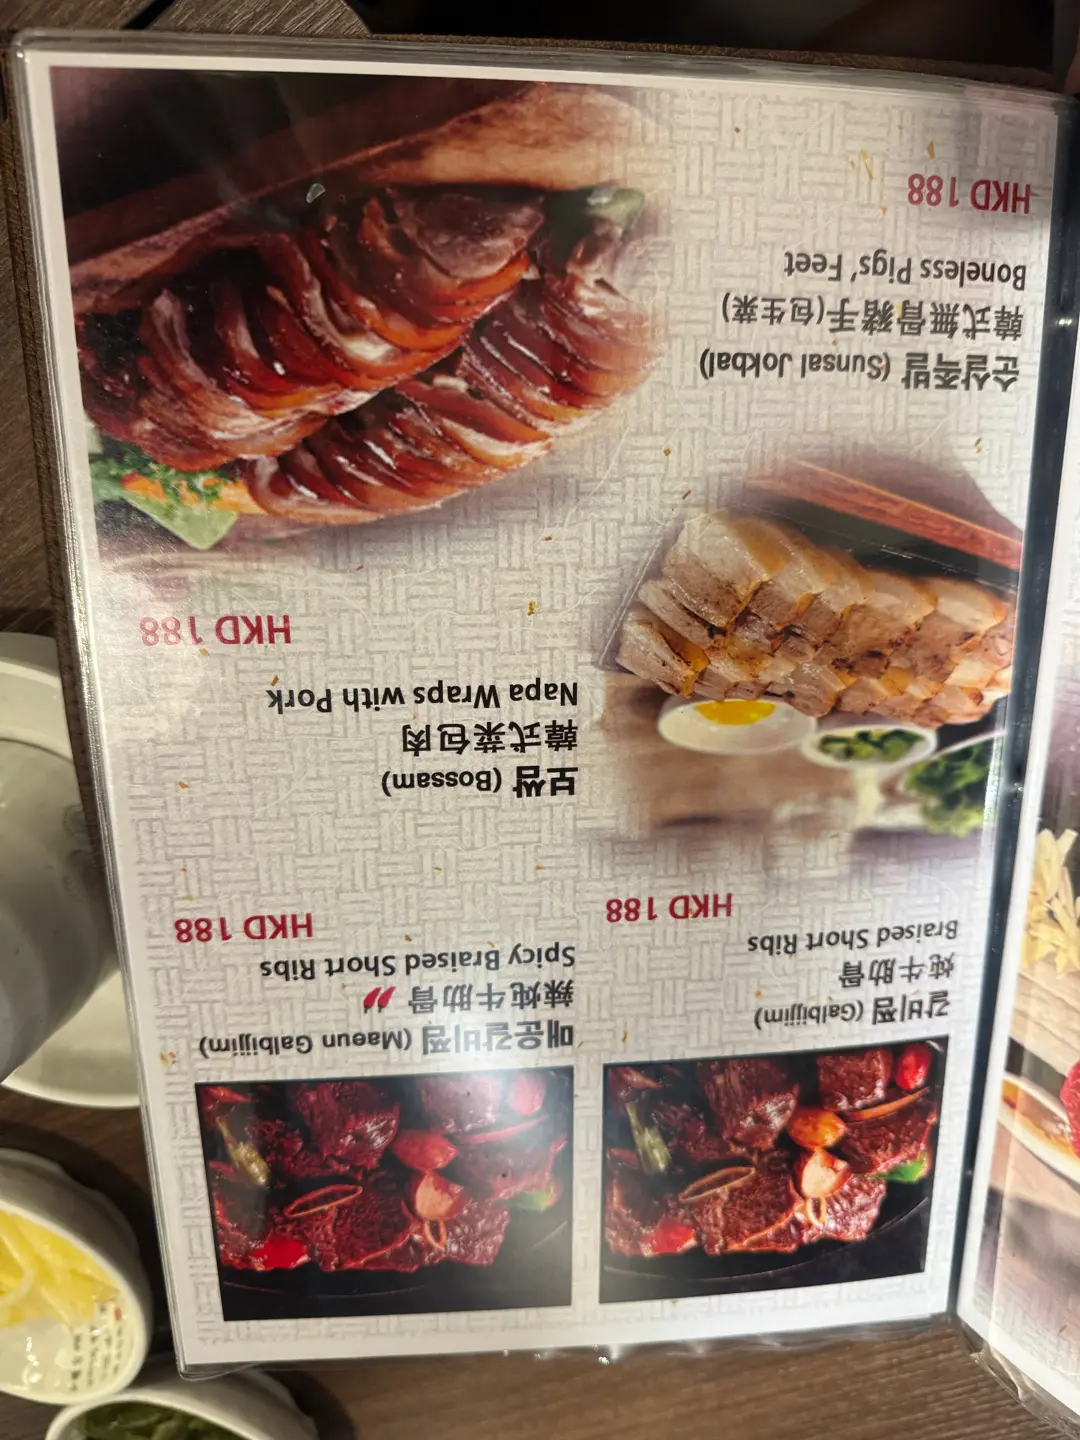 갈비찜 (Galbijjim)
炖牛肋骨
Braised Short Ribs
HKD 188
매운갈비찜 (Maeun Galbijjim)
辣炖牛肋骨
Spicy Braised Short Ribs
HKD 188
보쌈 (Bossam)
韓式菜包肉
Napa Wraps with Pork
HKD 188
순살족발 (Sunsal Jokbal)
韓式無骨豬手(包生菜)
Boneless Pigs' Feet
HKD 188